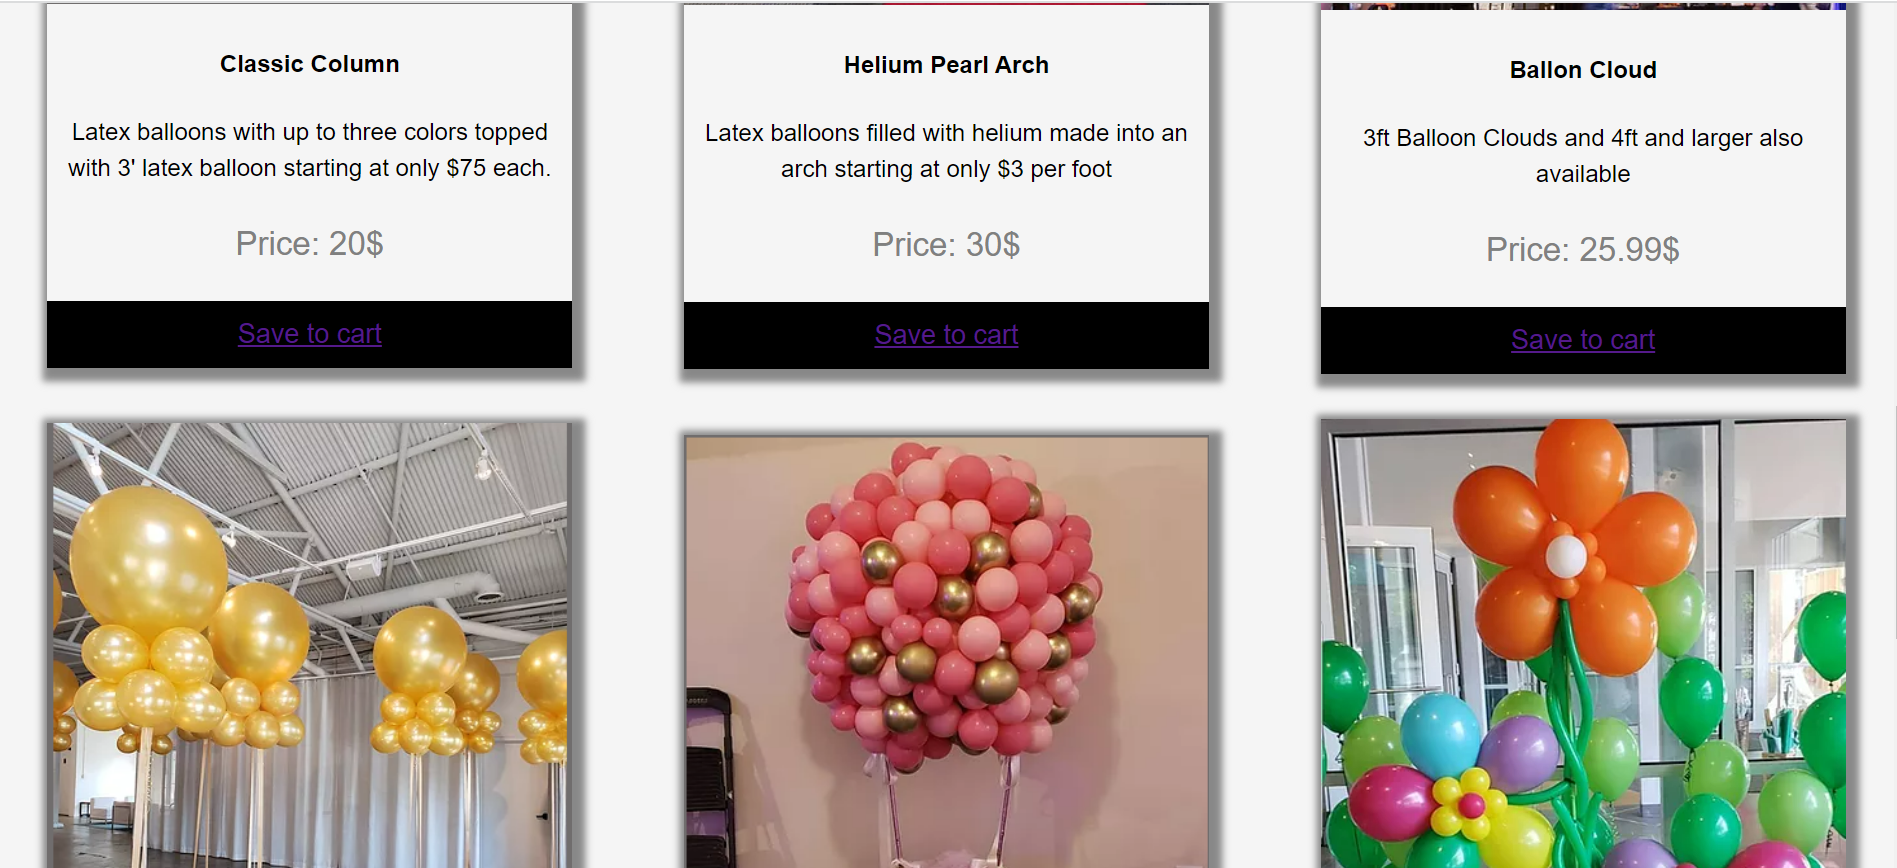 Classic Column
Latex balloons with up to three colors topped
with 3' latex balloon starting at only $75 each.
Price: 20$
Save to cart
Helium Pearl Arch
Latex balloons filled with helium made into an
arch starting at only $3 per foot
Price: 30$
Save to cart
Ballon Cloud
3ft Balloon Clouds and 4ft and larger also
available
Price: 25.99$
Save to cart